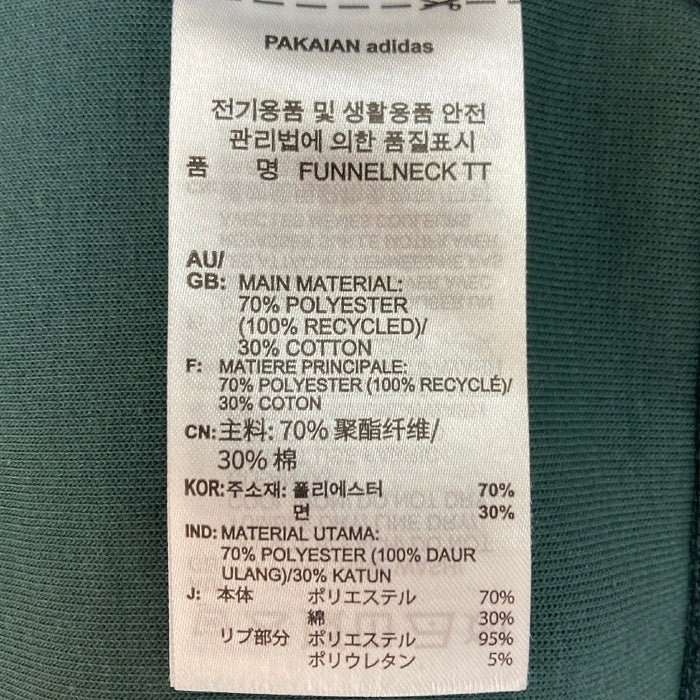 PAKAIAN adidas
전기용품 및 생활용품 안전
관리법에 의한 품질표시
품 명 FUNNELNECK TT
AU/
GB: MAIN MATERIAL:
70% POLYESTER
(100% RECYCLED)/
30% COTTON
F: MATIERE PRINCIPALE:
70% POLYESTER (100% RECYCLÉ)/
30% COTON
CN: 主料: 70% 聚酯纤维/
30% 棉
KOR: 주소재: 폴리에스터 70%
면 30%
IND: MATERIAL UTAMA:
70% POLYESTER (100% DAUR
ULANG)/30% KATUN
J: 本体 ポリエステル 70%
綿 30%
リブ部分 ポリエステル 95%
ポリウレタン 5%